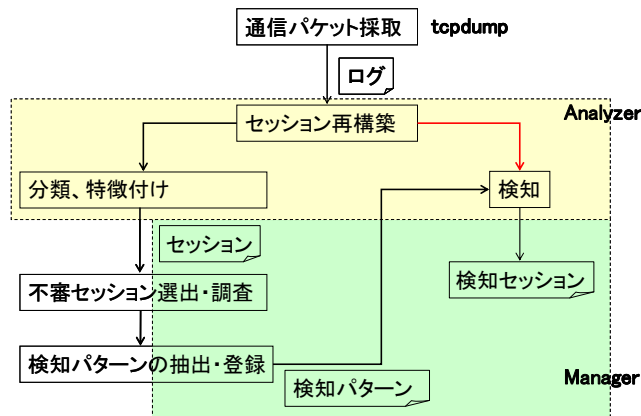 通信パケット採取 tcpdump
ログ
Analyzer
セッション再構築
分類、特徴付け
検知
セッション
不審セッション選出・調査
検知セッション
検知パターンの抽出・登録
検知パターン
Manager